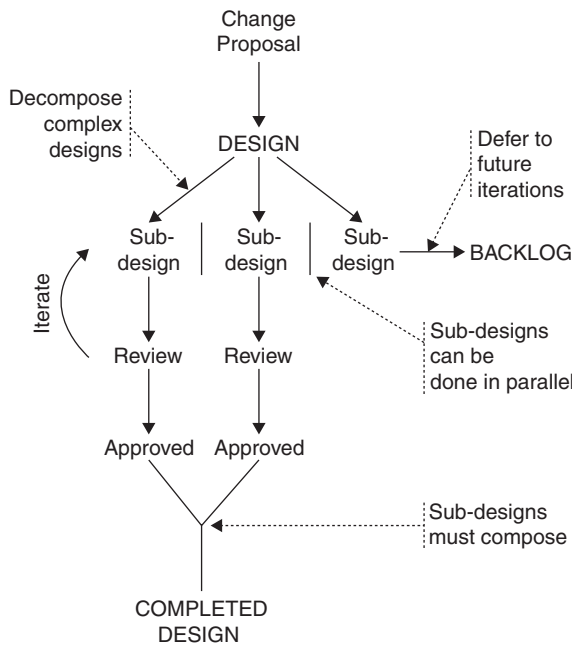 Change
Proposal
Decompose
complex
designs
DESIGN
Defer to
future
iterations
Sub-
design
Sub-
design
Sub-
design
BACKLOG
Iterate
Review
Review
Sub-designs
can be
done in parallel
Approved
Approved
Sub-designs
must compose
COMPLETED
DESIGN